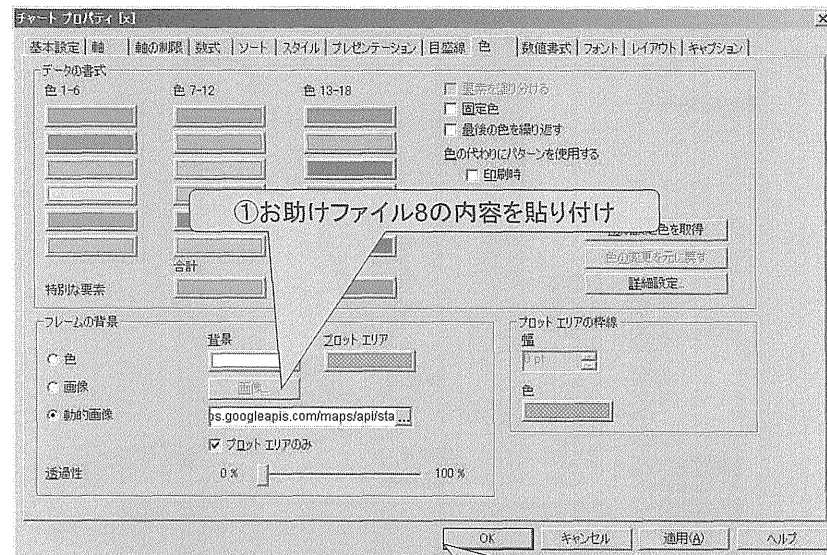 チャート プロパティ [x]
基本設定 軸 軸の制限 数式 ソート スタイル プレゼンテーション 目盛線 色 数値書式 フォント レイアウト キャプション
データの書式
色 1-6 色 7-12 色 13-18
要素を塗り分ける
固定色
最後の色を繰り返す
色の代わりにパターンを使用する
印刷時
①お助けファイル8の内容を貼り付け
色を取得
色の変更を元に戻す
詳細設定...
合計
特別な要素
フレームの背景
背景 プロット エリア
色
画像 画像...
動的画像 ps.googleapis.com/maps/api/sta ...
プロット エリアのみ
透過性 0 % 100 %
プロット エリアの枠線
幅
0 pt
色
OK キャンセル 適用(A) ヘルプ